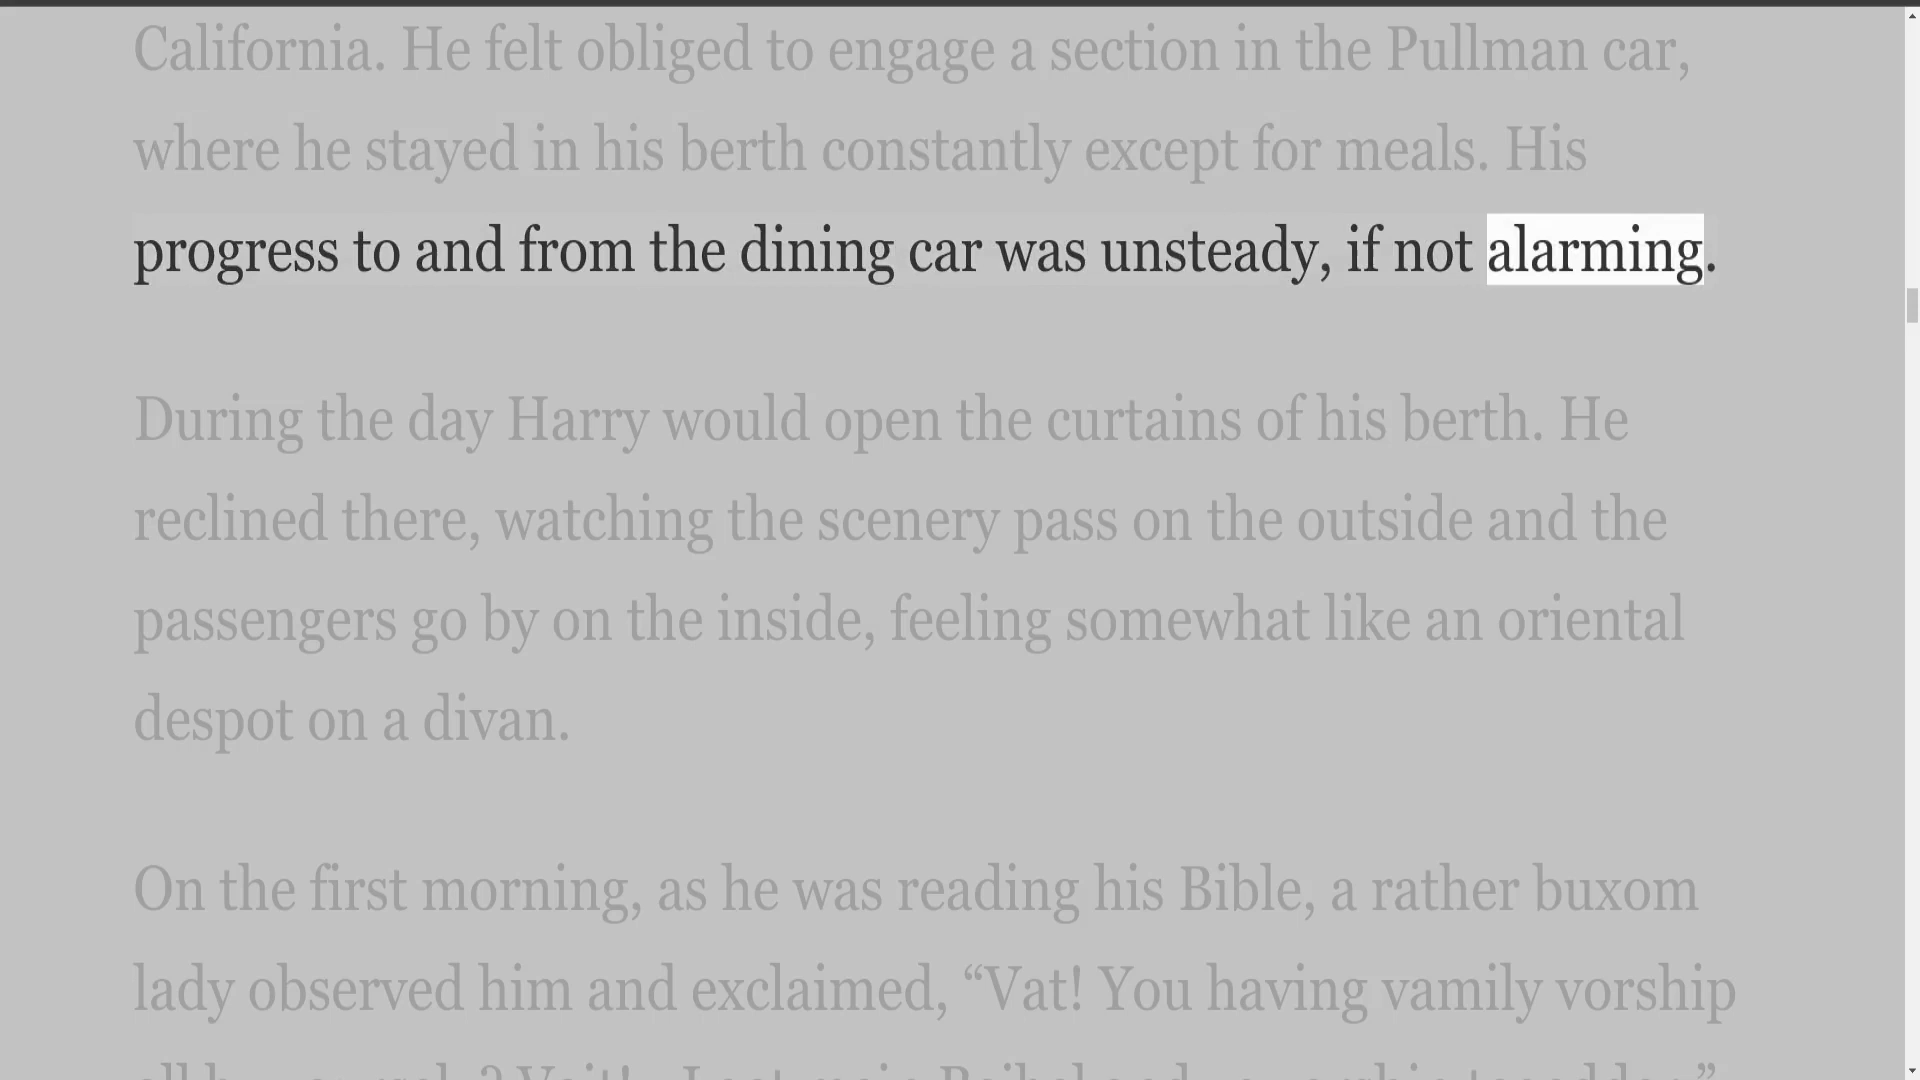 California. He felt obliged to engage a section in the Pullman car,
where he stayed in his berth constantly except for meals. His
progress to and from the dining car was unsteady, if not alarming.
During the day Harry would open the curtains of his berth. He
reclined there, watching the scenery pass on the outside and the
passengers go by on the inside, feeling somewhat like an oriental
despot on a divan.
On the first morning, as he was reading his Bible, a rather buxom
lady observed him and exclaimed, “Vat! You having vamily vorship